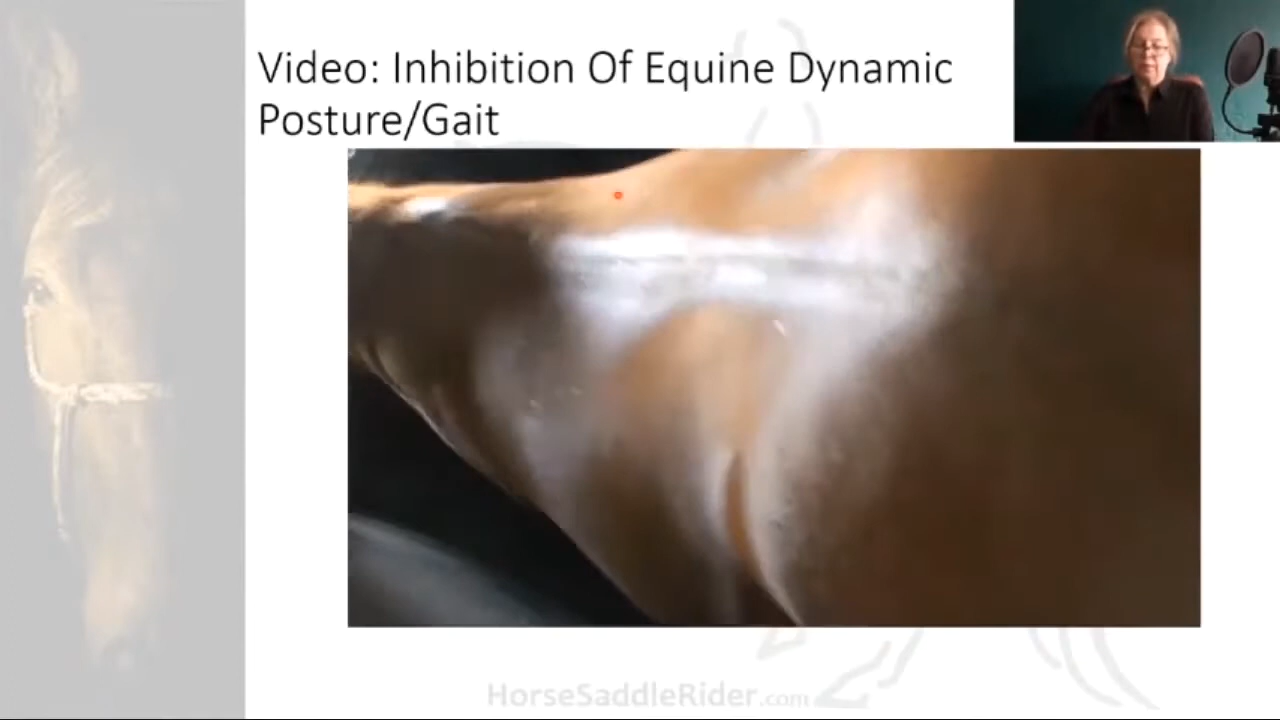 Video: Inhibition Of Equine Dynamic
Posture/Gait
HorseSaddleRider.com